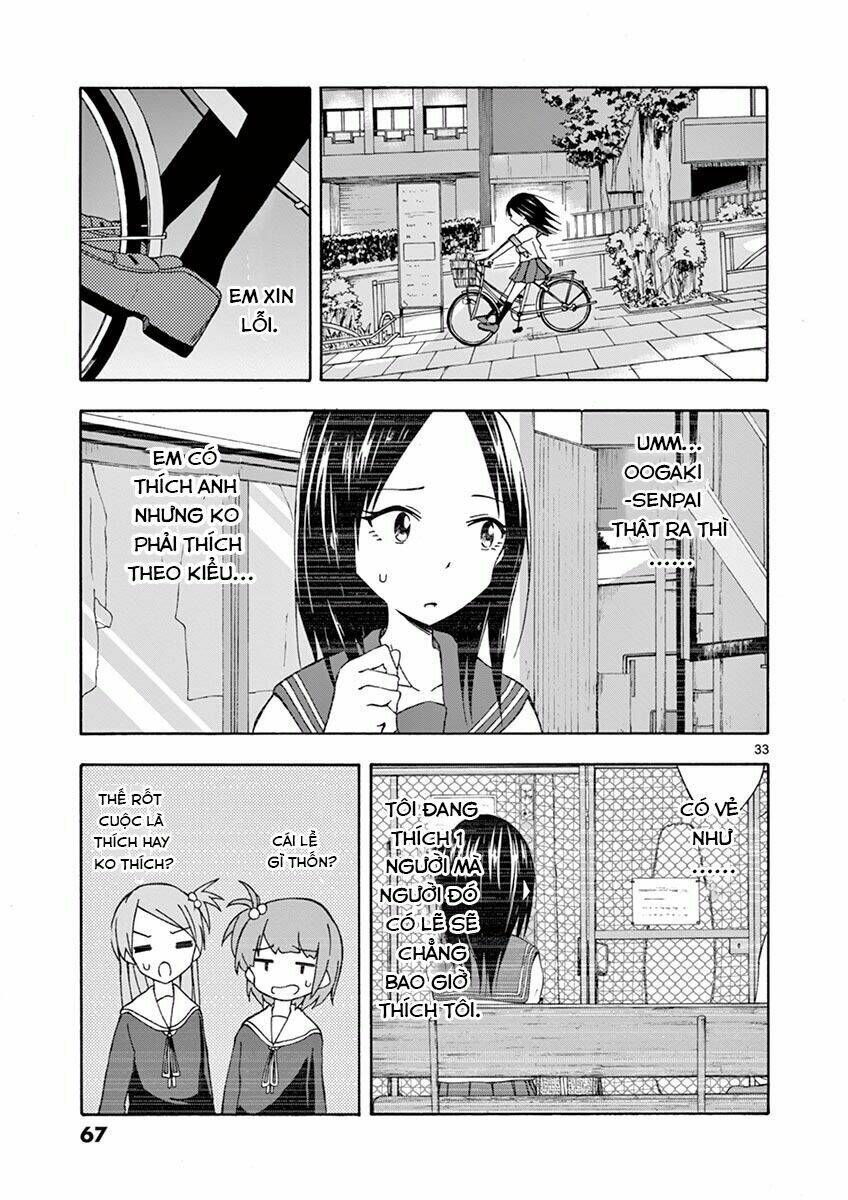 EM XIN
LỖI.
UMM...
OOGAKI
-SENPAI
THẬT RA THÌ
......
EM CÓ
THÍCH ANH
NHƯNG KO
PHẢI THÍCH
THEO KIỂU...
33
CÓ VẺ
NHƯ
......
TÔI ĐANG
THÍCH 1
NGƯỜI MÀ
NGƯỜI ĐÓ
CÓ LẼ SẼ
CHẲNG
BAO GIỜ
THÍCH TÔI.
CÁI LỀ
GÌ THỐN?
THẾ RỐT
CUỘC LÀ
THÍCH HAY
KO THÍCH?
67